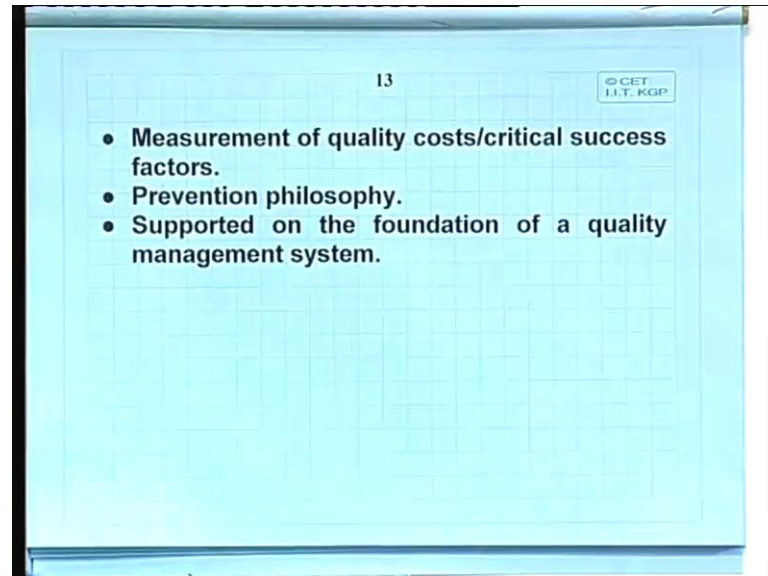 13
© CET
I.I.T. KGP
• Measurement of quality costs/critical success
factors.
• Prevention philosophy.
• Supported on the foundation of a quality
management system.